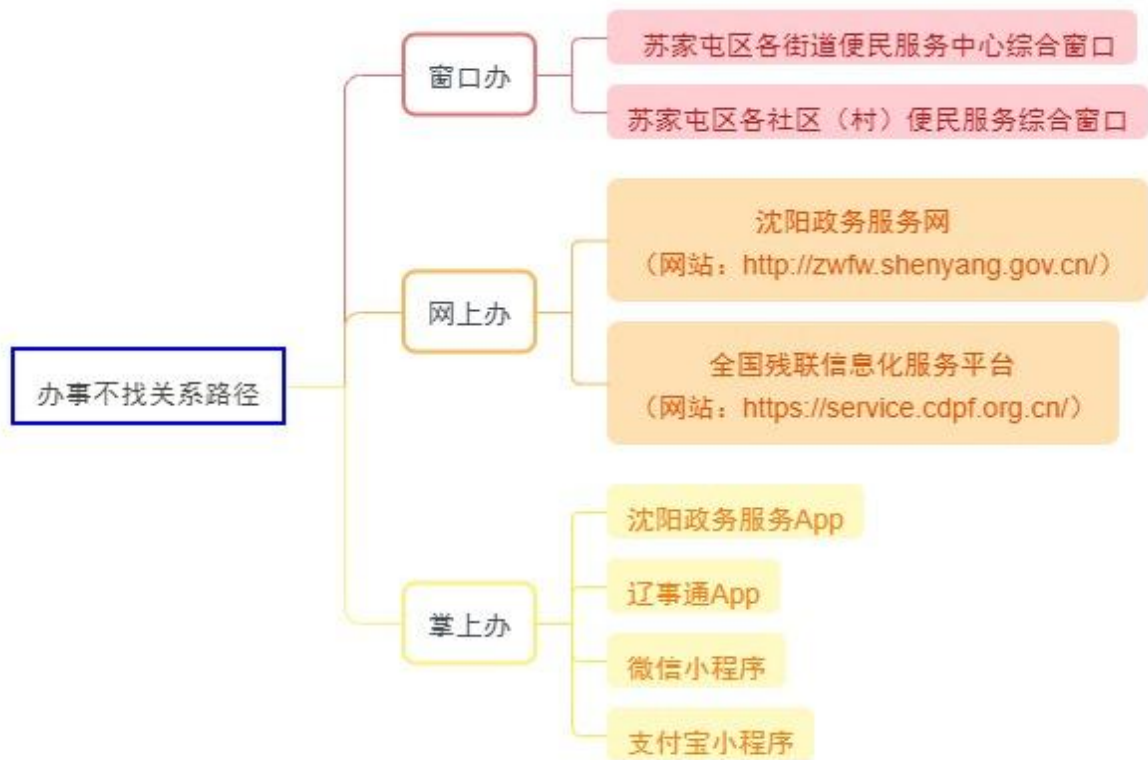 办事不找关系路径
窗口办
苏家屯区各街道便民服务中心综合窗口
苏家屯区各社区（村）便民服务综合窗口
网上办
沈阳政务服务网
（网站：http://zwfw.shenyang.gov.cn/）
全国残联信息化服务平台
（网站：https://service.cdpf.org.cn/）
掌上办
沈阳政务服务App
辽事通App
微信小程序
支付宝小程序